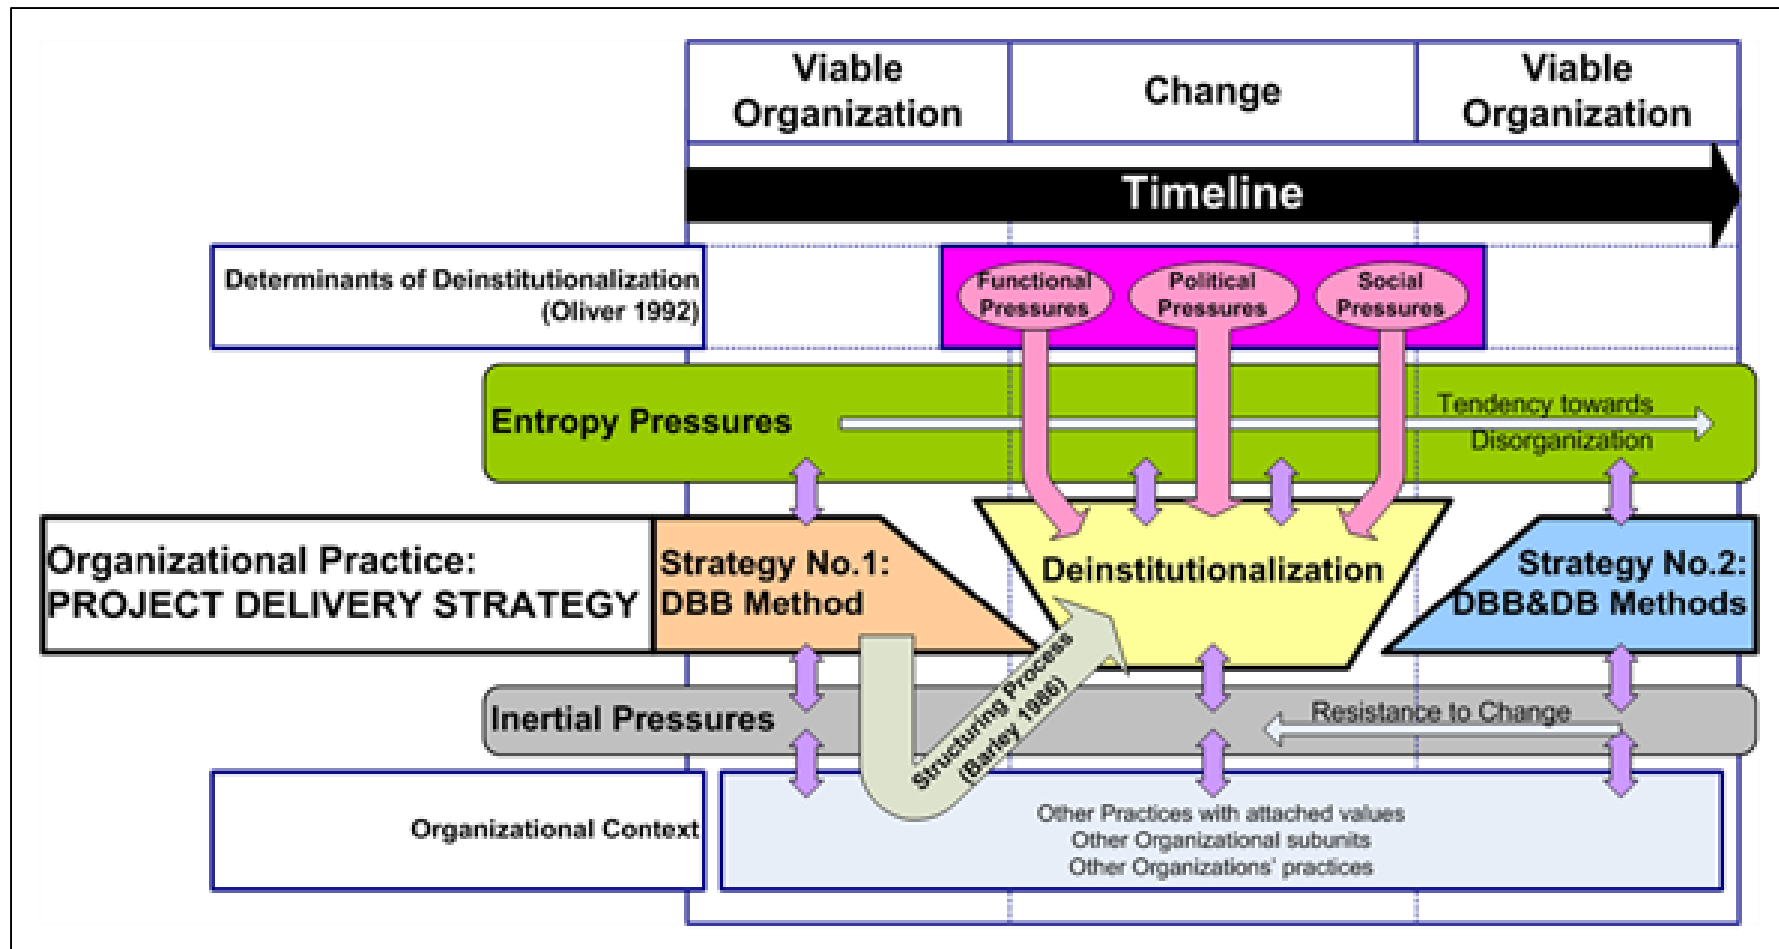 Viable
Organization
Change
Viable
Organization
Timeline
Determinants of Deinstitutionalization
(Oliver 1992)
Functional
Pressures
Political
Pressures
Social
Pressures
Entropy Pressures
Tendency towards
Disorganization
Organizational Practice:
PROJECT DELIVERY STRATEGY
Strategy No.1:
DBB Method
Deinstitutionalization
Strategy No.2:
DBB&DB Methods
Structuring Process
(Barley 1986)
Inertial Pressures
Resistance to Change
Organizational Context
Other Practices with attached values
Other Organizational subunits
Other Organizations' practices